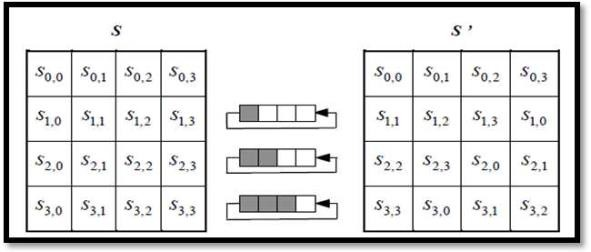 S S '
S0,0 S0,1 S0,2 S0,3 S0,0 S0,1 S0,2 S0,3
S1,0 S1,1 S1,2 S1,3 S1,1 S1,2 S1,3 S1,0
S2,0 S2,1 S2,2 S2,3 S2,2 S2,3 S2,0 S2,1
S3,0 S3,1 S3,2 S3,3 S3,3 S3,0 S3,1 S3,2